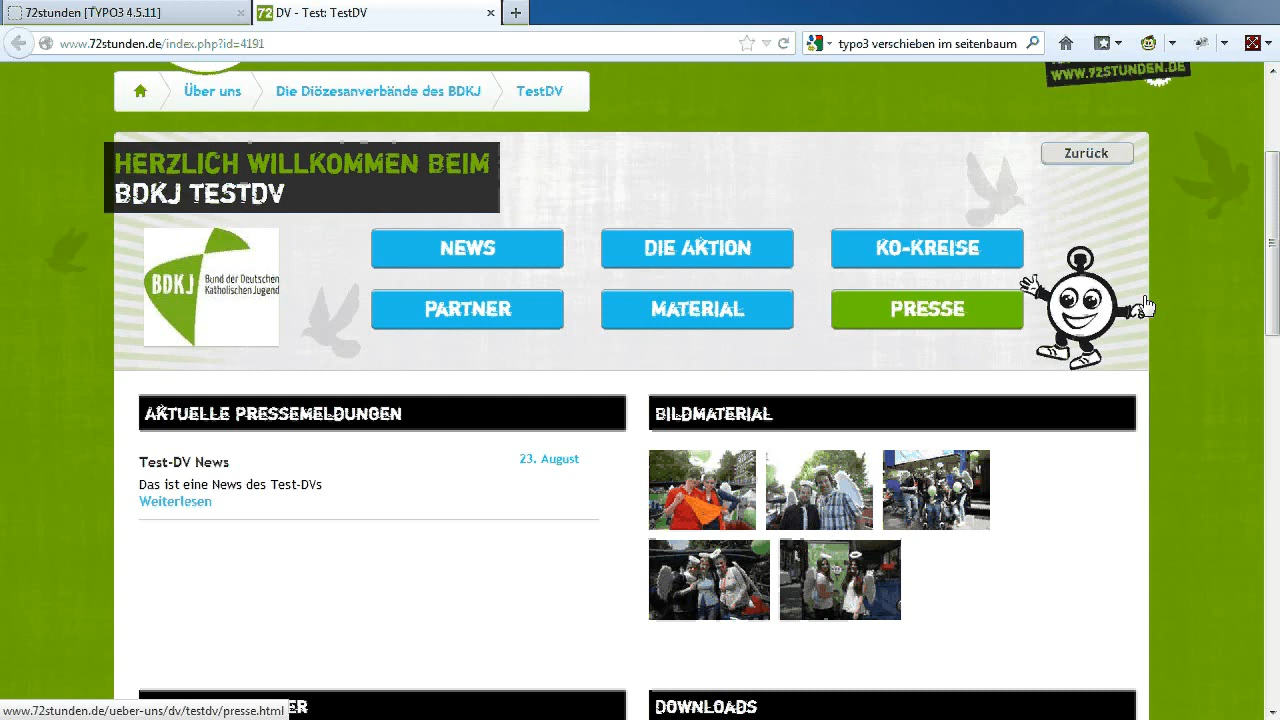 72stunden [TYPO3 4.5.11]
72 DV - Test: TestDV
www.72stunden.de/index.php?id=4191
typo3 verschieben im seitenbaum
WWW.72STUNDEN.DE
Über uns
Die Diözesanverbände des BDKJ
TestDV
HERZLICH WILLKOMMEN BEIM
BDKJ TESTDV
Zurück
BDKJ
Bund der Deutschen
Katholischen Jugend
NEWS
DIE AKTION
KO-KREISE
PARTNER
MATERIAL
PRESSE
AKTUELLE PRESSEMELDUNGEN
Test-DV News
23. August
Das ist eine News des Test-DVs
Weiterlesen
BILDMATERIAL
DOWNLOADS
www.72stunden.de/ueber-uns/dv/testdv/presse.html